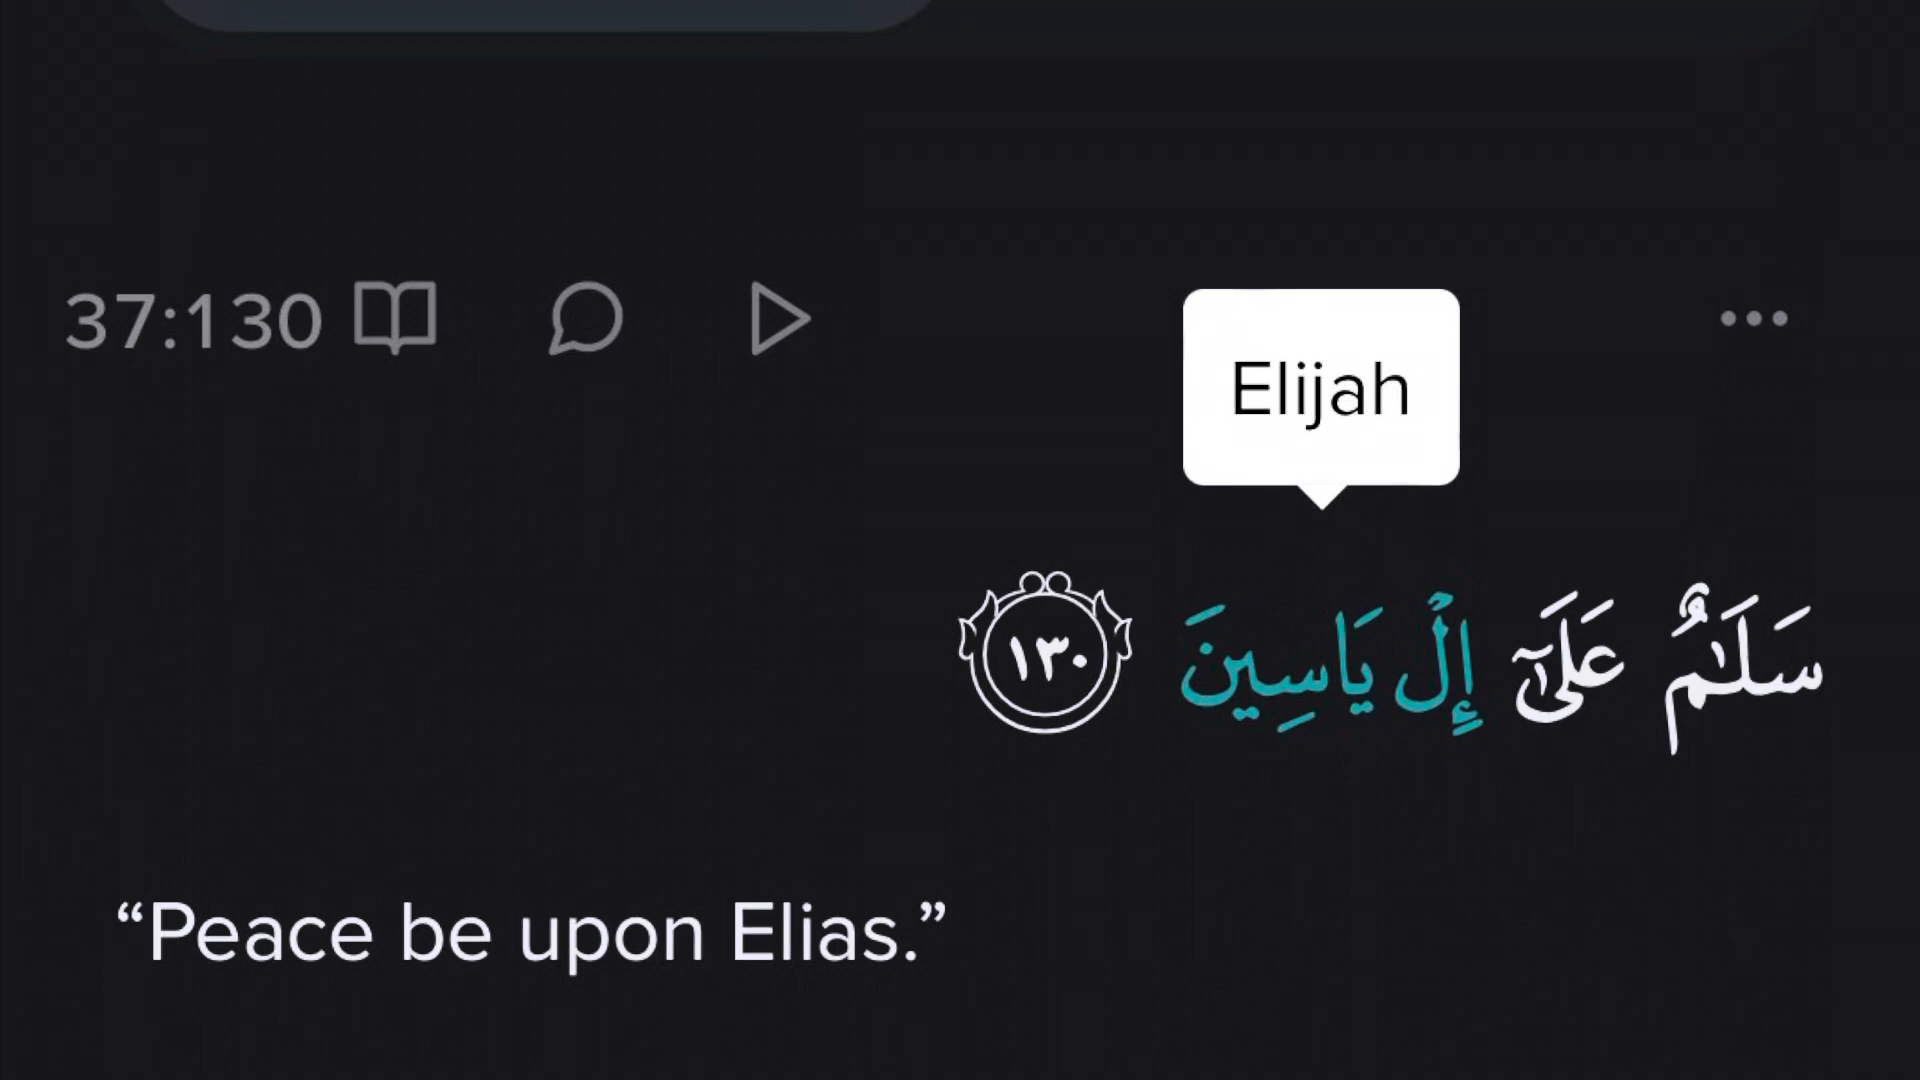 37:130
Elijah
سَلَـٰمٌ عَلَىٰٓ إِلْ يَاسِينَ ١٣٠
“Peace be upon Elias.”